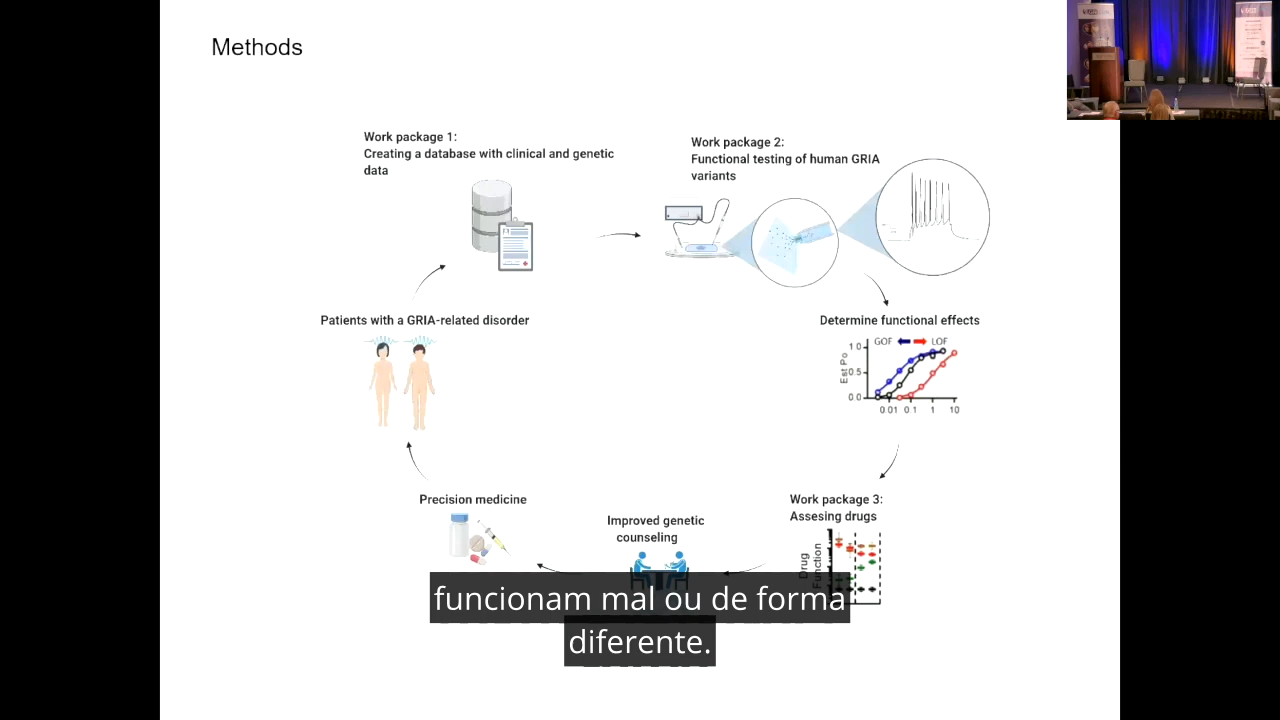 Methods
Work package 1:
Creating a database with clinical and genetic
data
Work package 2:
Functional testing of human GRIA
variants
Patients with a GRIA-related disorder
Determine functional effects
GOF
LOF
Est Po
1 0
0.5
0.0
0 01 0.1 1 10
Precision medicine
Improved genetic
counseling
Work package 3:
Assesing drugs
Drug
Function
funcionam mal ou de forma
diferente.